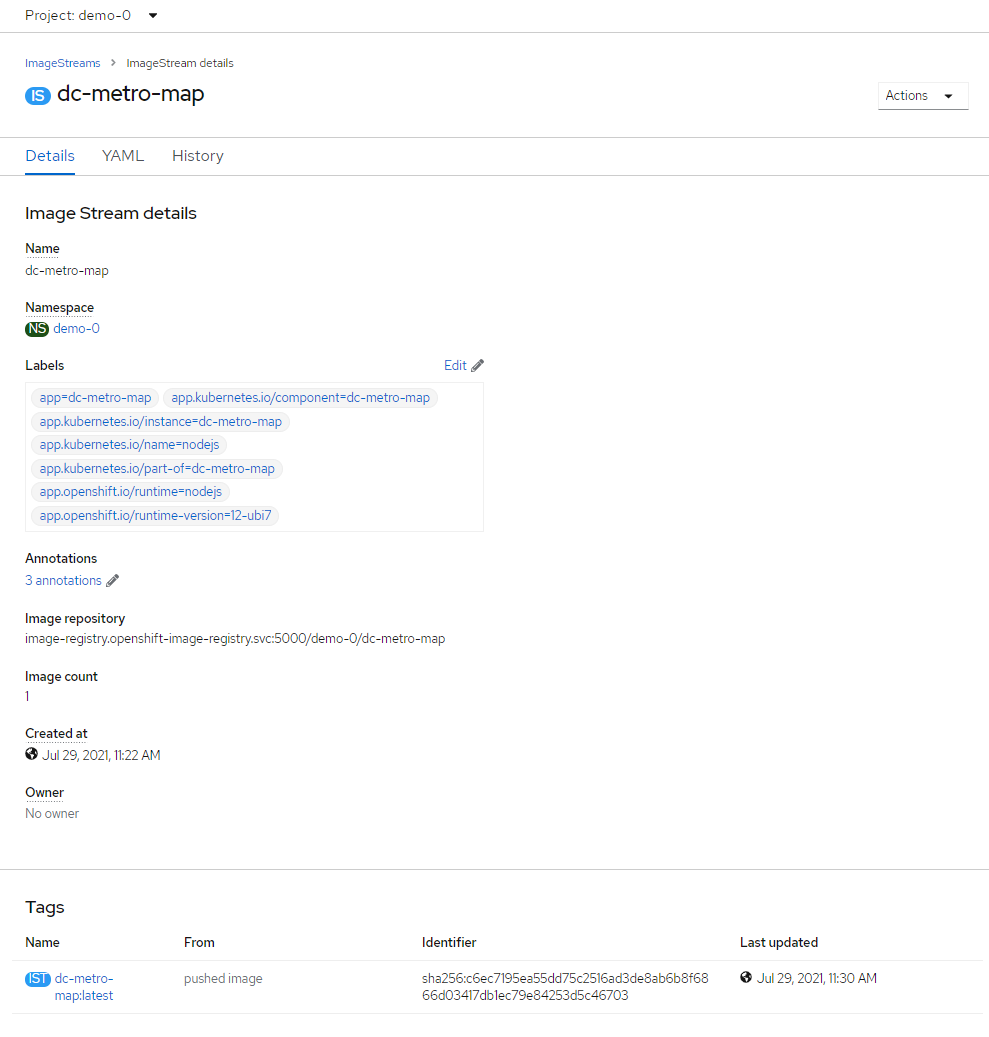 Project: demo-0
ImageStreams > ImageStream details
IS dc-metro-map
Actions
Details YAML History
Image Stream details
Name
dc-metro-map
Namespace
NS demo-0
Labels Edit
app=dc-metro-map app.kubernetes.io/component=dc-metro-map
app.kubernetes.io/instance=dc-metro-map
app.kubernetes.io/name=nodejs
app.kubernetes.io/part-of=dc-metro-map
app.openshift.io/runtime=nodejs
app.openshift.io/runtime-version=12-ubi7
Annotations
3 annotations
Image repository
image-registry.openshift-image-registry.svc:5000/demo-0/dc-metro-map
Image count
1
Created at
Jul 29, 2021, 11:22 AM
Owner
No owner
Tags
Name From Identifier Last updated
IST dc-metro- pushed image sha256:c6ec7195ea55dd75c2516ad3de8ab6b8f68 Jul 29, 2021, 11:30 AM
map:latest 66d03417db1ec79e84253d5c46703